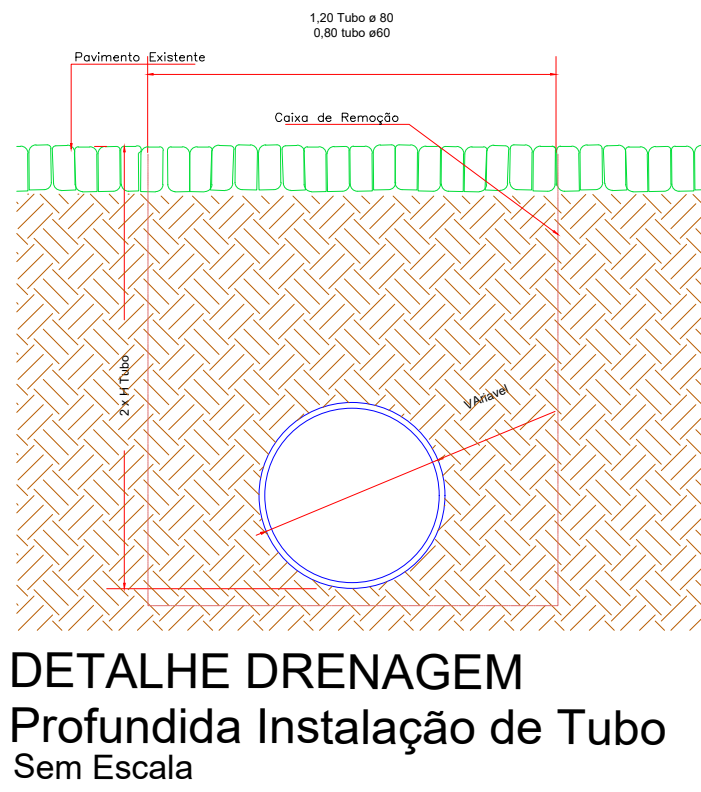 1,20 Tubo ø 80
0,80 tubo ø60
Pavimento Existente
Caixa de Remoção
2 x H Tubo
VAriavel
DETALHE DRENAGEM
Profundida Instalação de Tubo
Sem Escala